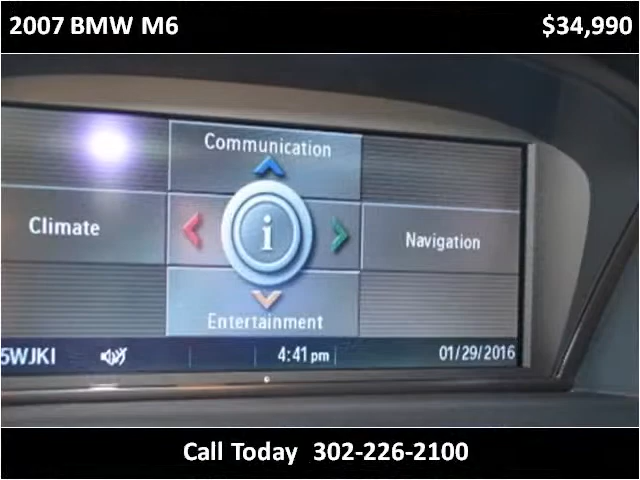 2007 BMW M6 $34,990
Communication
Climate
i
Navigation
Entertainment
5WJKI 4:41 pm 01/29/2016
Call Today 302-226-2100